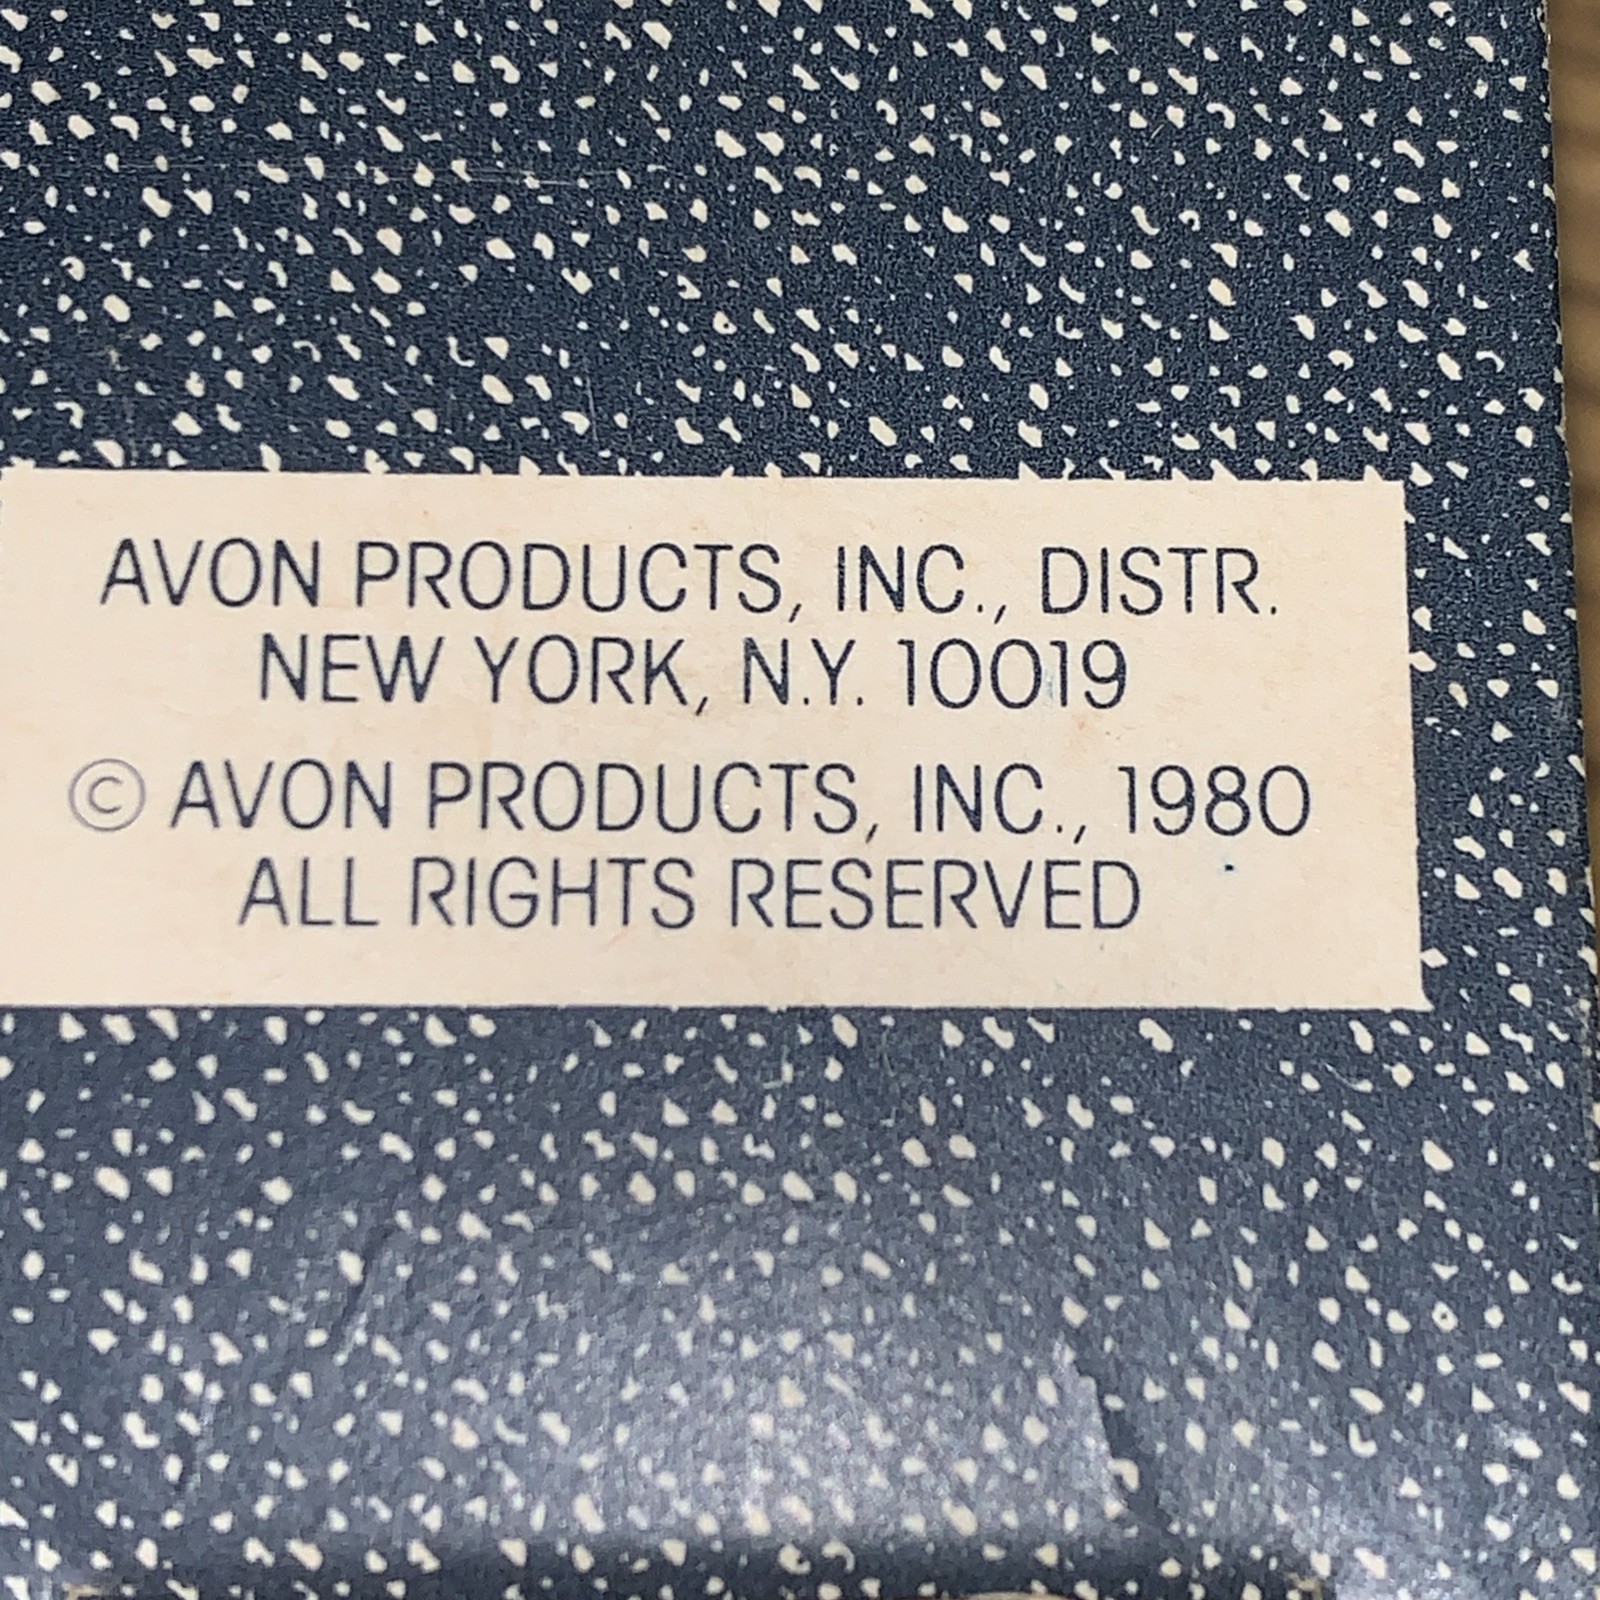 AVON PRODUCTS, INC., DISTR.
NEW YORK, N.Y. 10019
© AVON PRODUCTS, INC., 1980
ALL RIGHTS RESERVED